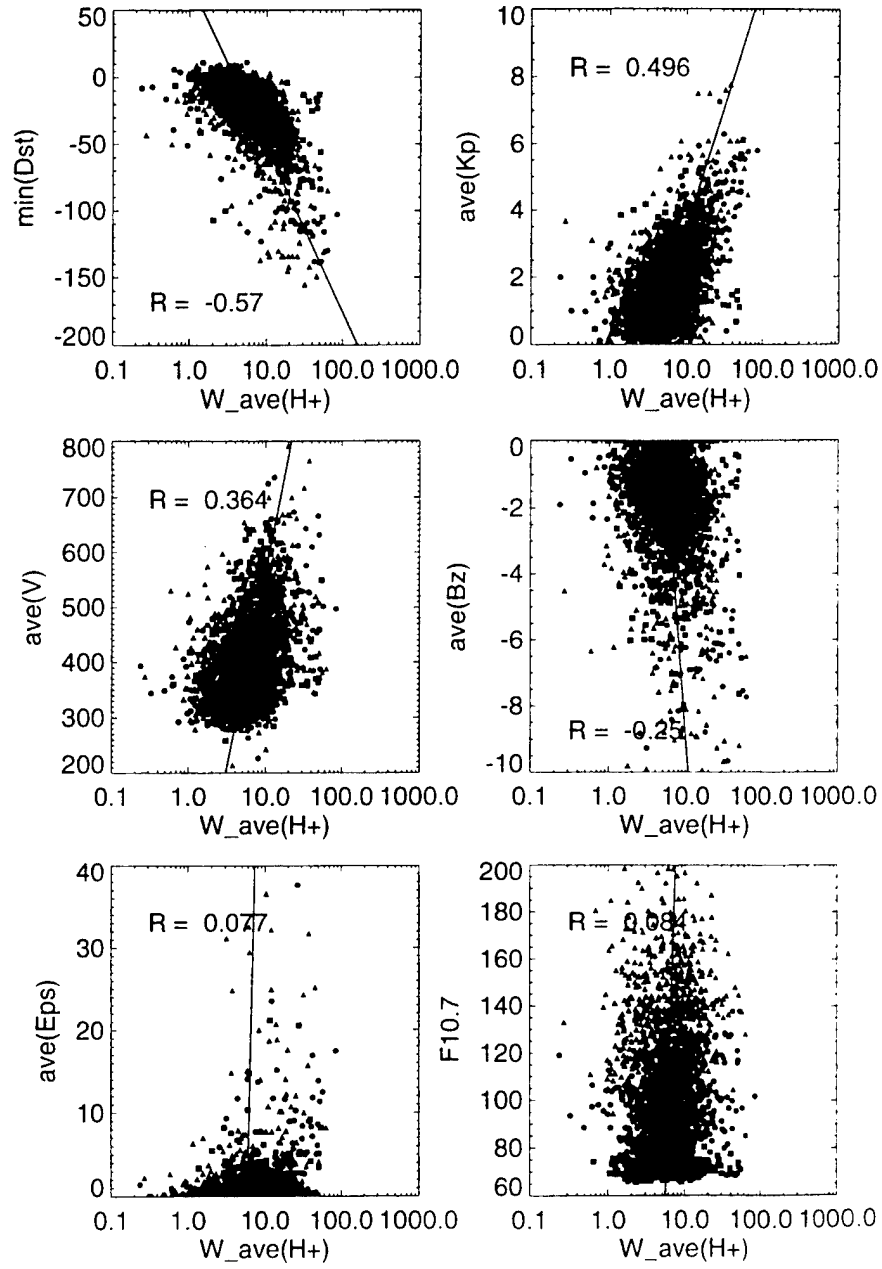 50
0
-50
-100
-150
-200
min(Dst)
R = -0.57
0.1 1.0 10.0 100.0 1000.0
W_ave(H+)
10
8
6
4
2
0
ave(Kp)
R = 0.496
0.1 1.0 10.0 100.0 1000.0
W_ave(H+)
800
700
600
500
400
300
200
ave(V)
R = 0.364
0.1 1.0 10.0 100.0 1000.0
W_ave(H+)
0
-2
-4
-6
-8
-10
ave(Bz)
R = -0.25
0.1 1.0 10.0 100.0 1000.0
W_ave(H+)
40
30
20
10
0
ave(Eps)
R = 0.077
0.1 1.0 10.0 100.0 1000.0
W_ave(H+)
200
180
160
140
120
100
80
60
F10.7
R = 0.084
0.1 1.0 10.0 100.0 1000.0
W_ave(H+)